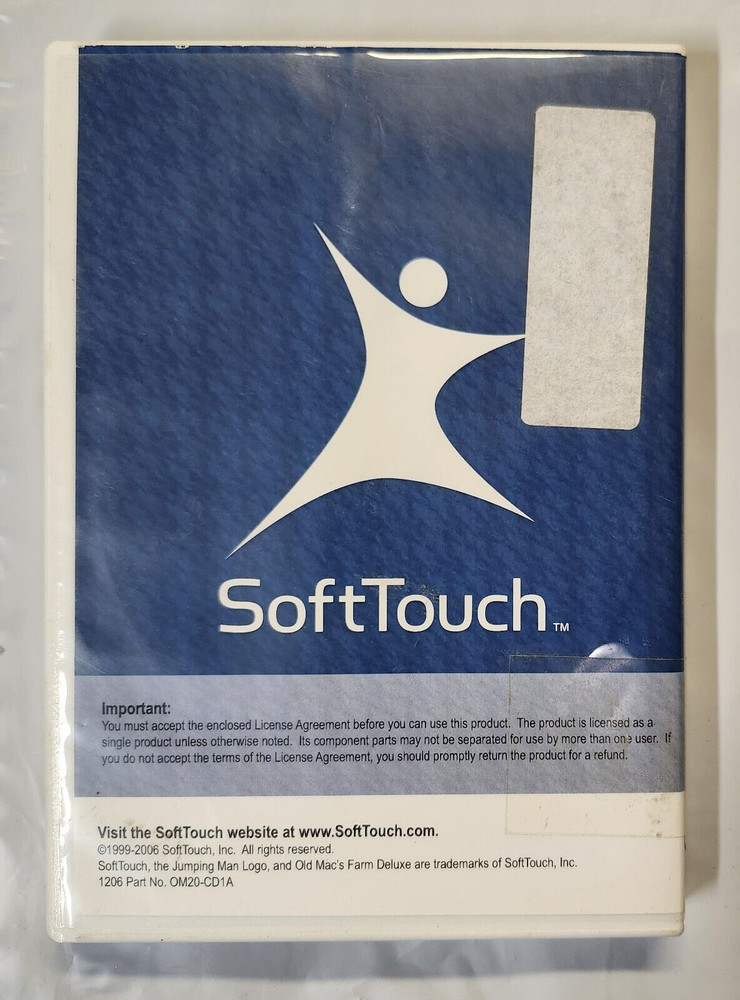 SoftTouch™
Important:
You must accept the enclosed License Agreement before you can use this product. The product is licensed as a
single product unless otherwise noted. Its component parts may not be separated for use by more than one user. If
you do not accept the terms of the License Agreement, you should promptly return the product for a refund.
Visit the SoftTouch website at www.SoftTouch.com.
©1999-2006 SoftTouch, Inc. All rights reserved.
SoftTouch, the Jumping Man Logo, and Old Mac's Farm Deluxe are trademarks of SoftTouch, Inc.
1206 Part No. OM20-CD1A